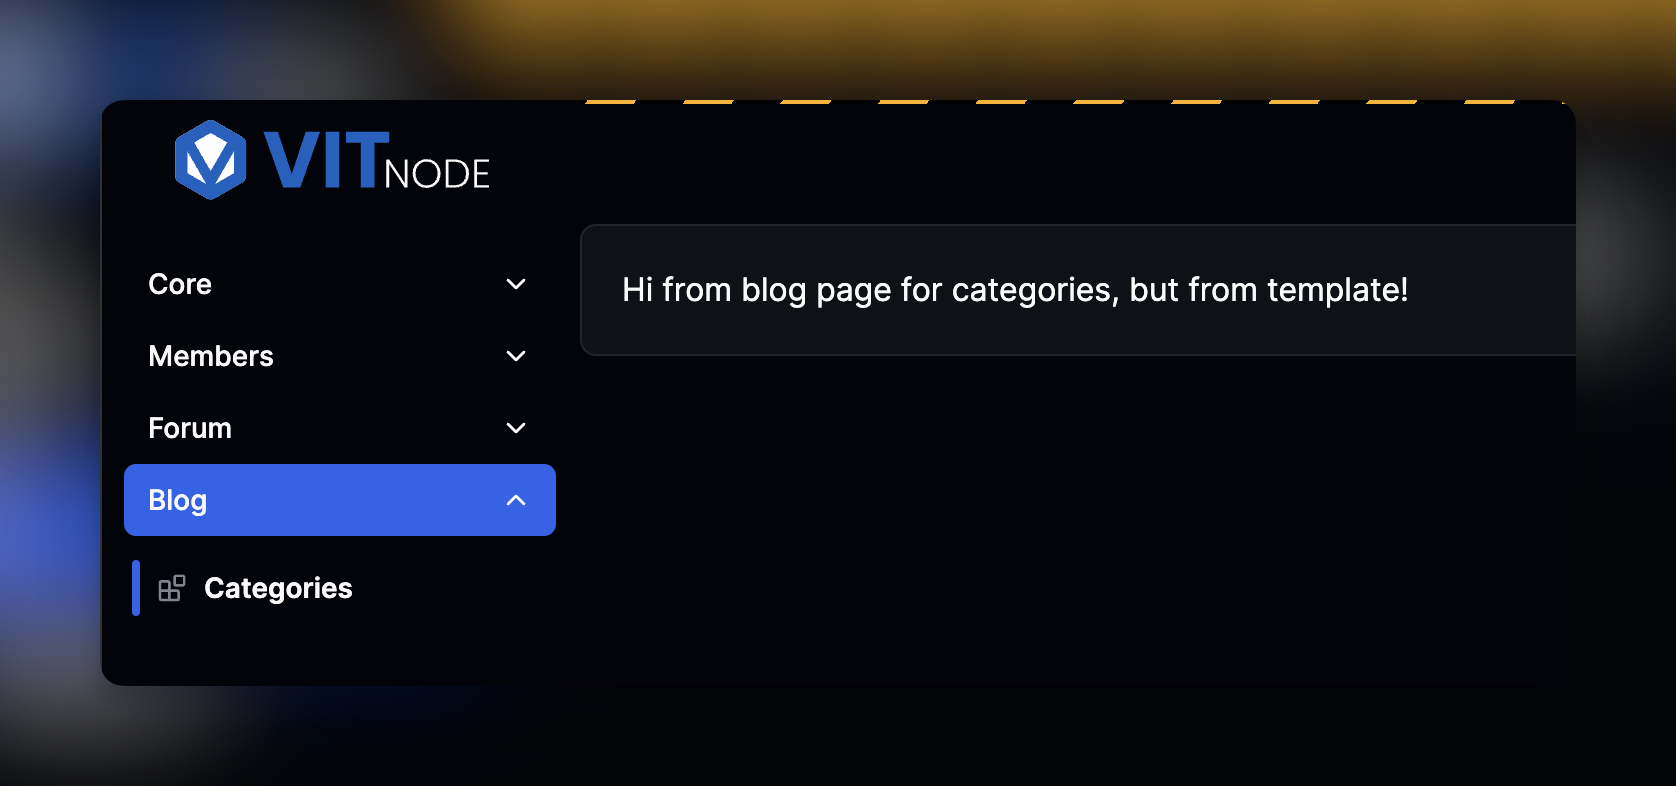 VITNODE
Core
Members
Forum
Blog
Categories
Hi from blog page for categories, but from template!